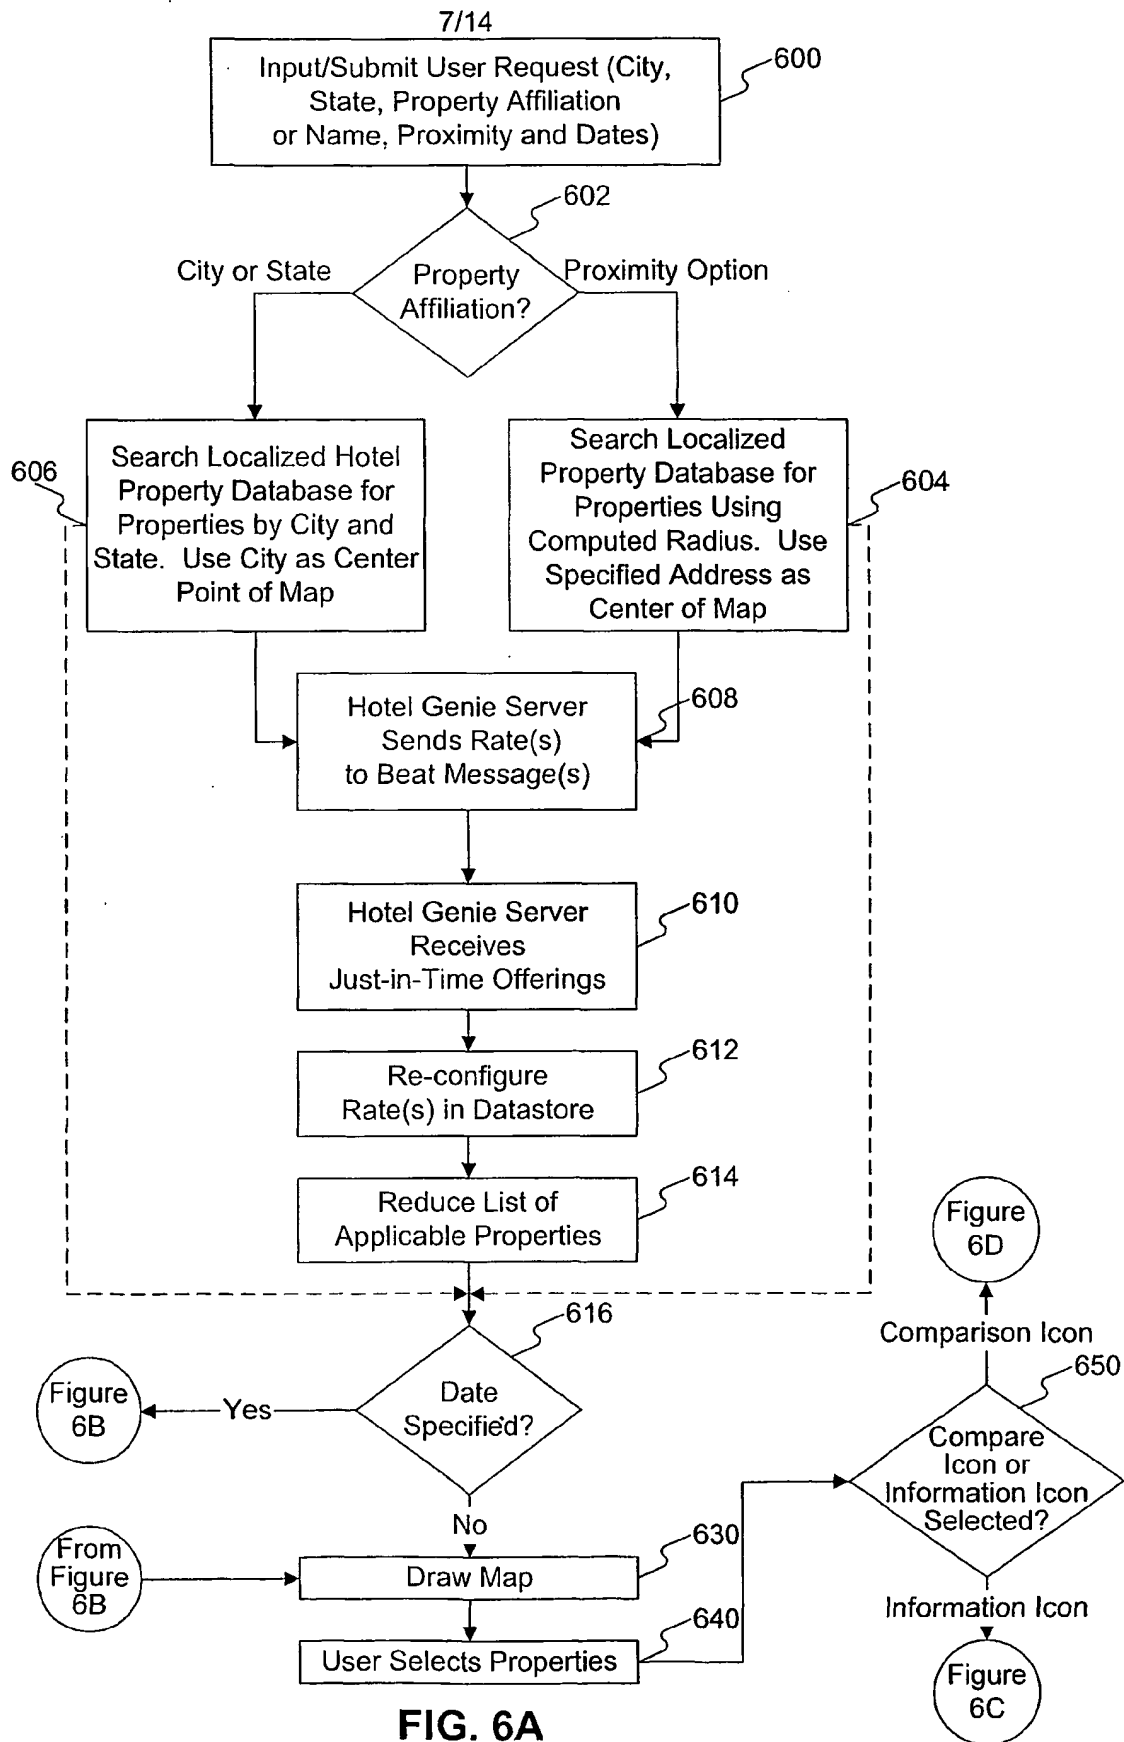 7/14
Input/Submit User Request (City,
State, Property Affiliation
or Name, Proximity and Dates)
600
602
City or State
Property
Affiliation?
Proximity Option
606
Search Localized Hotel
Property Database for
Properties by City and
State. Use City as Center
Point of Map
Search Localized
Property Database for
Properties Using
Computed Radius. Use
Specified Address as
Center of Map
604
Hotel Genie Server
Sends Rate(s)
to Beat Message(s)
608
Hotel Genie Server
Receives
Just-in-Time Offerings
610
Re-configure
Rate(s) in Datastore
612
Reduce List of
Applicable Properties
614
616
Date
Specified?
Yes
Figure
6B
No
From
Figure
6B
Draw Map
630
User Selects Properties
640
Figure
6D
Comparison Icon
650
Compare
Icon or
Information Icon
Selected?
Information Icon
Figure
6C
FIG. 6A